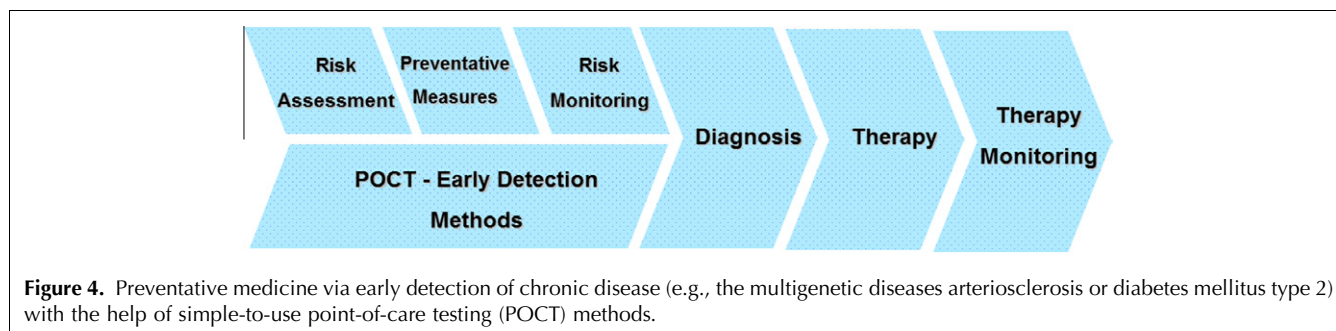 Risk
Assessment
Preventative
Measures
Risk
Monitoring
POCT - Early Detection
Methods
Diagnosis
Therapy
Therapy
Monitoring
Figure 4. Preventative medicine via early detection of chronic disease (e.g., the multigenetic diseases arteriosclerosis or diabetes mellitus type 2)
with the help of simple-to-use point-of-care testing (POCT) methods.